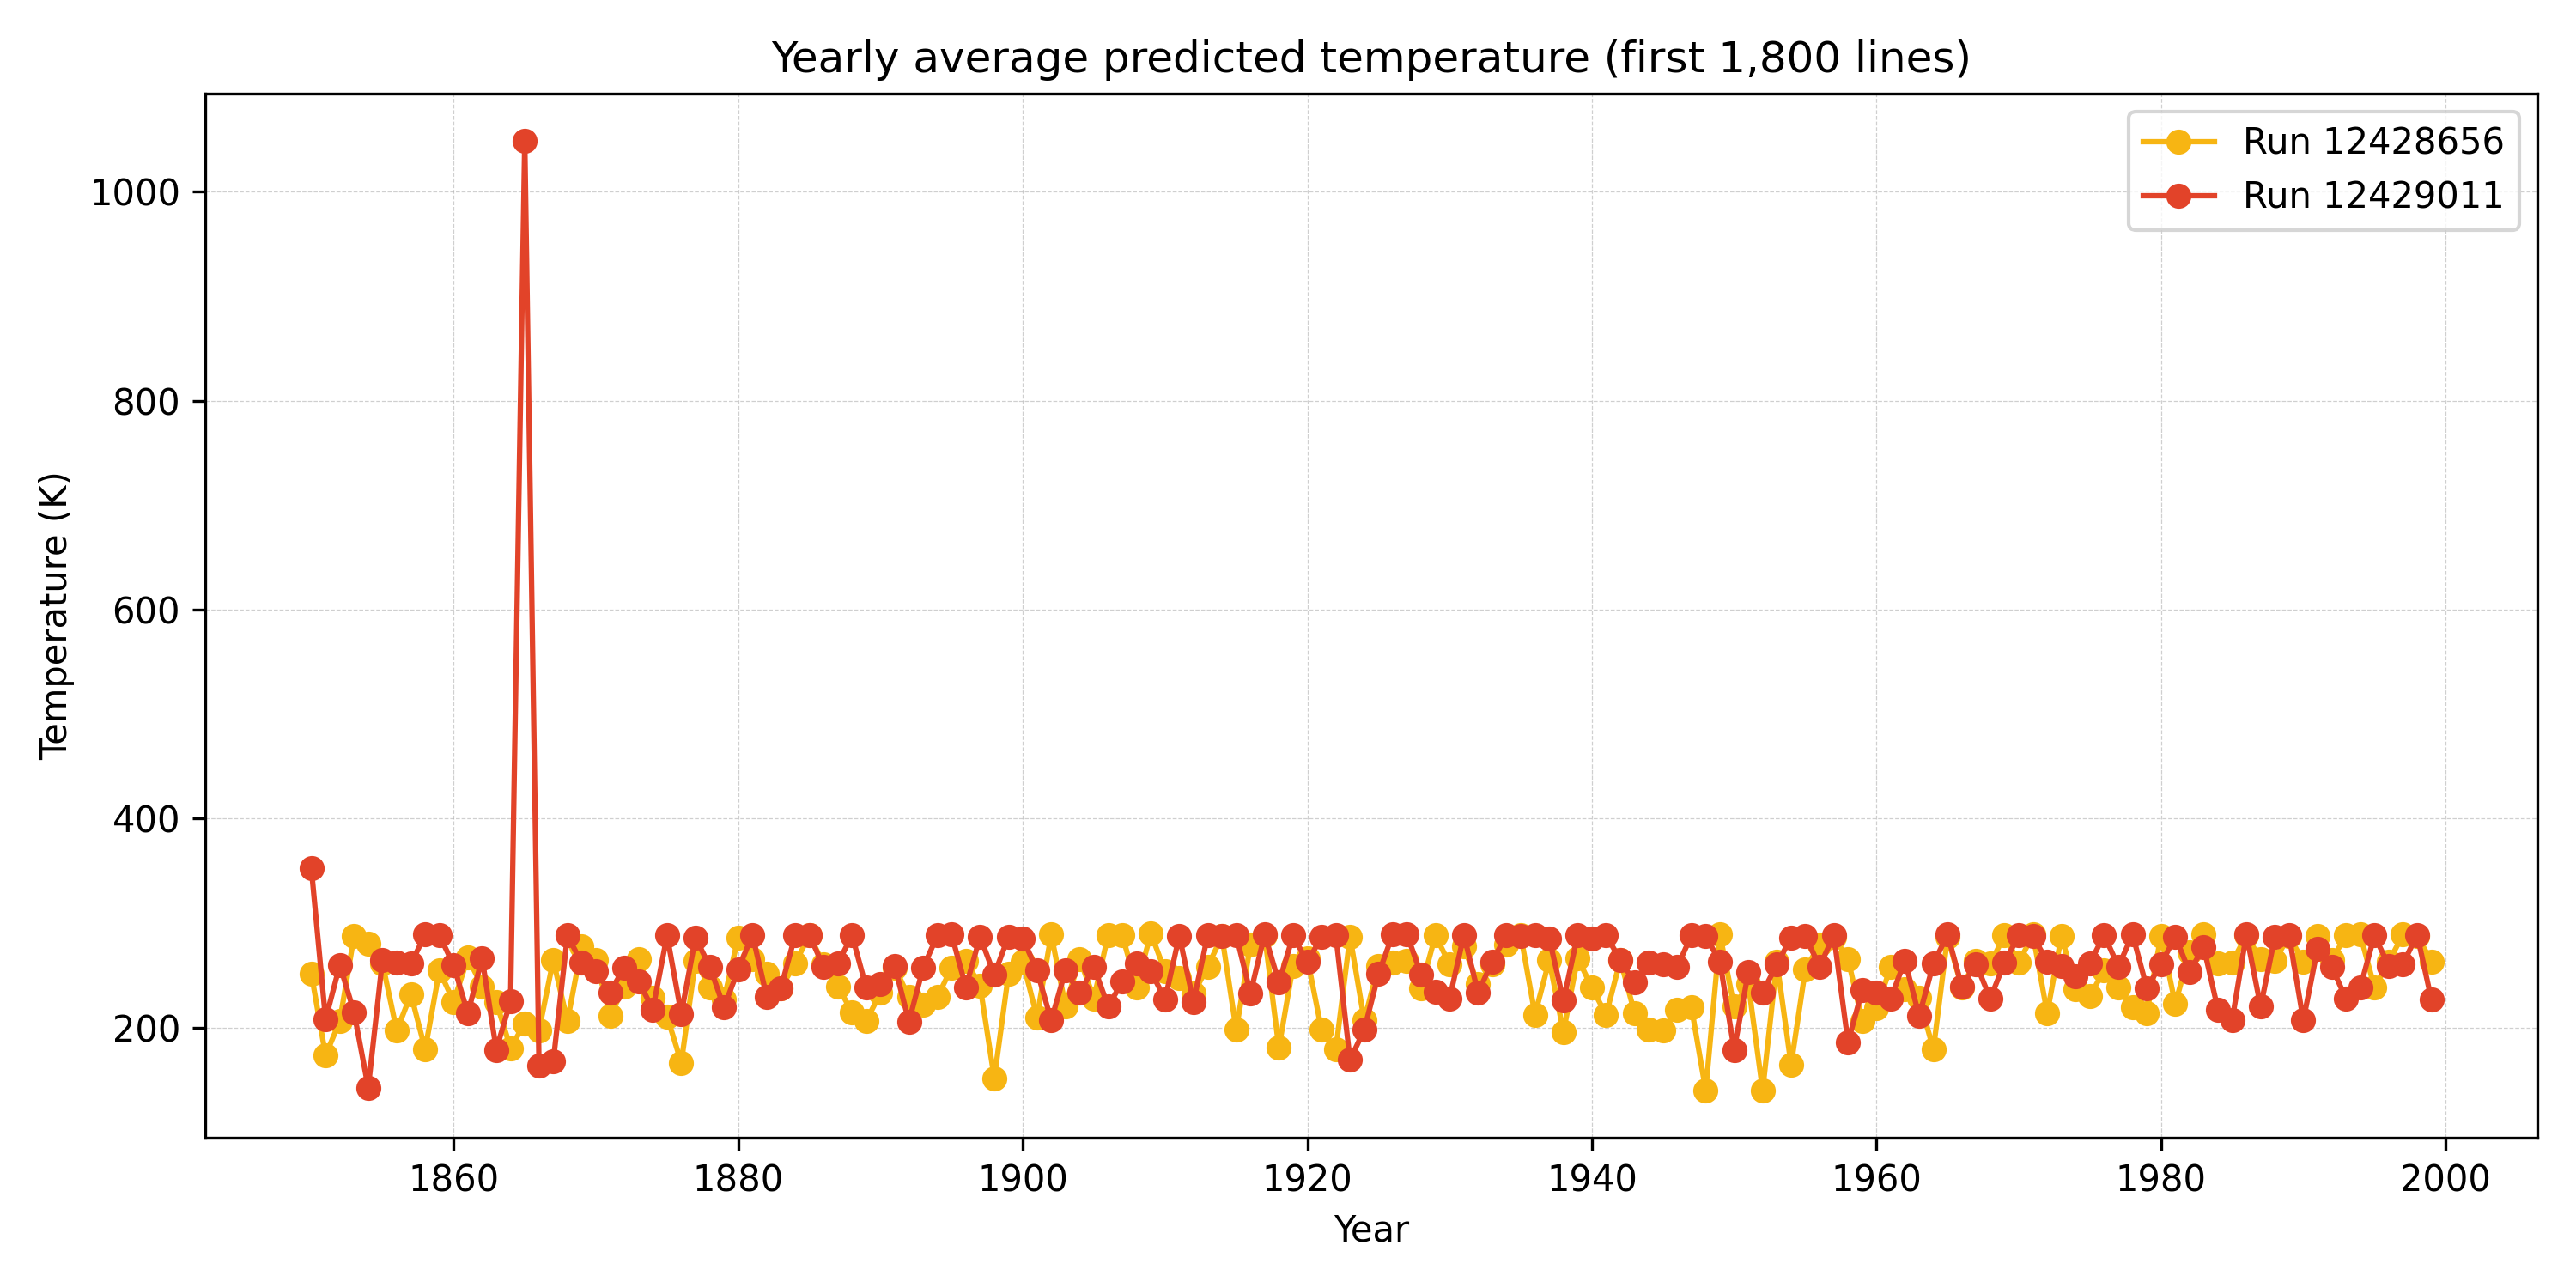 Yearly average predicted temperature (first 1,800 lines)
Run 12428656
Run 12429011
Temperature (K)
1000
800
600
400
200
1860
1880
1900
1920
1940
1960
1980
2000
Year